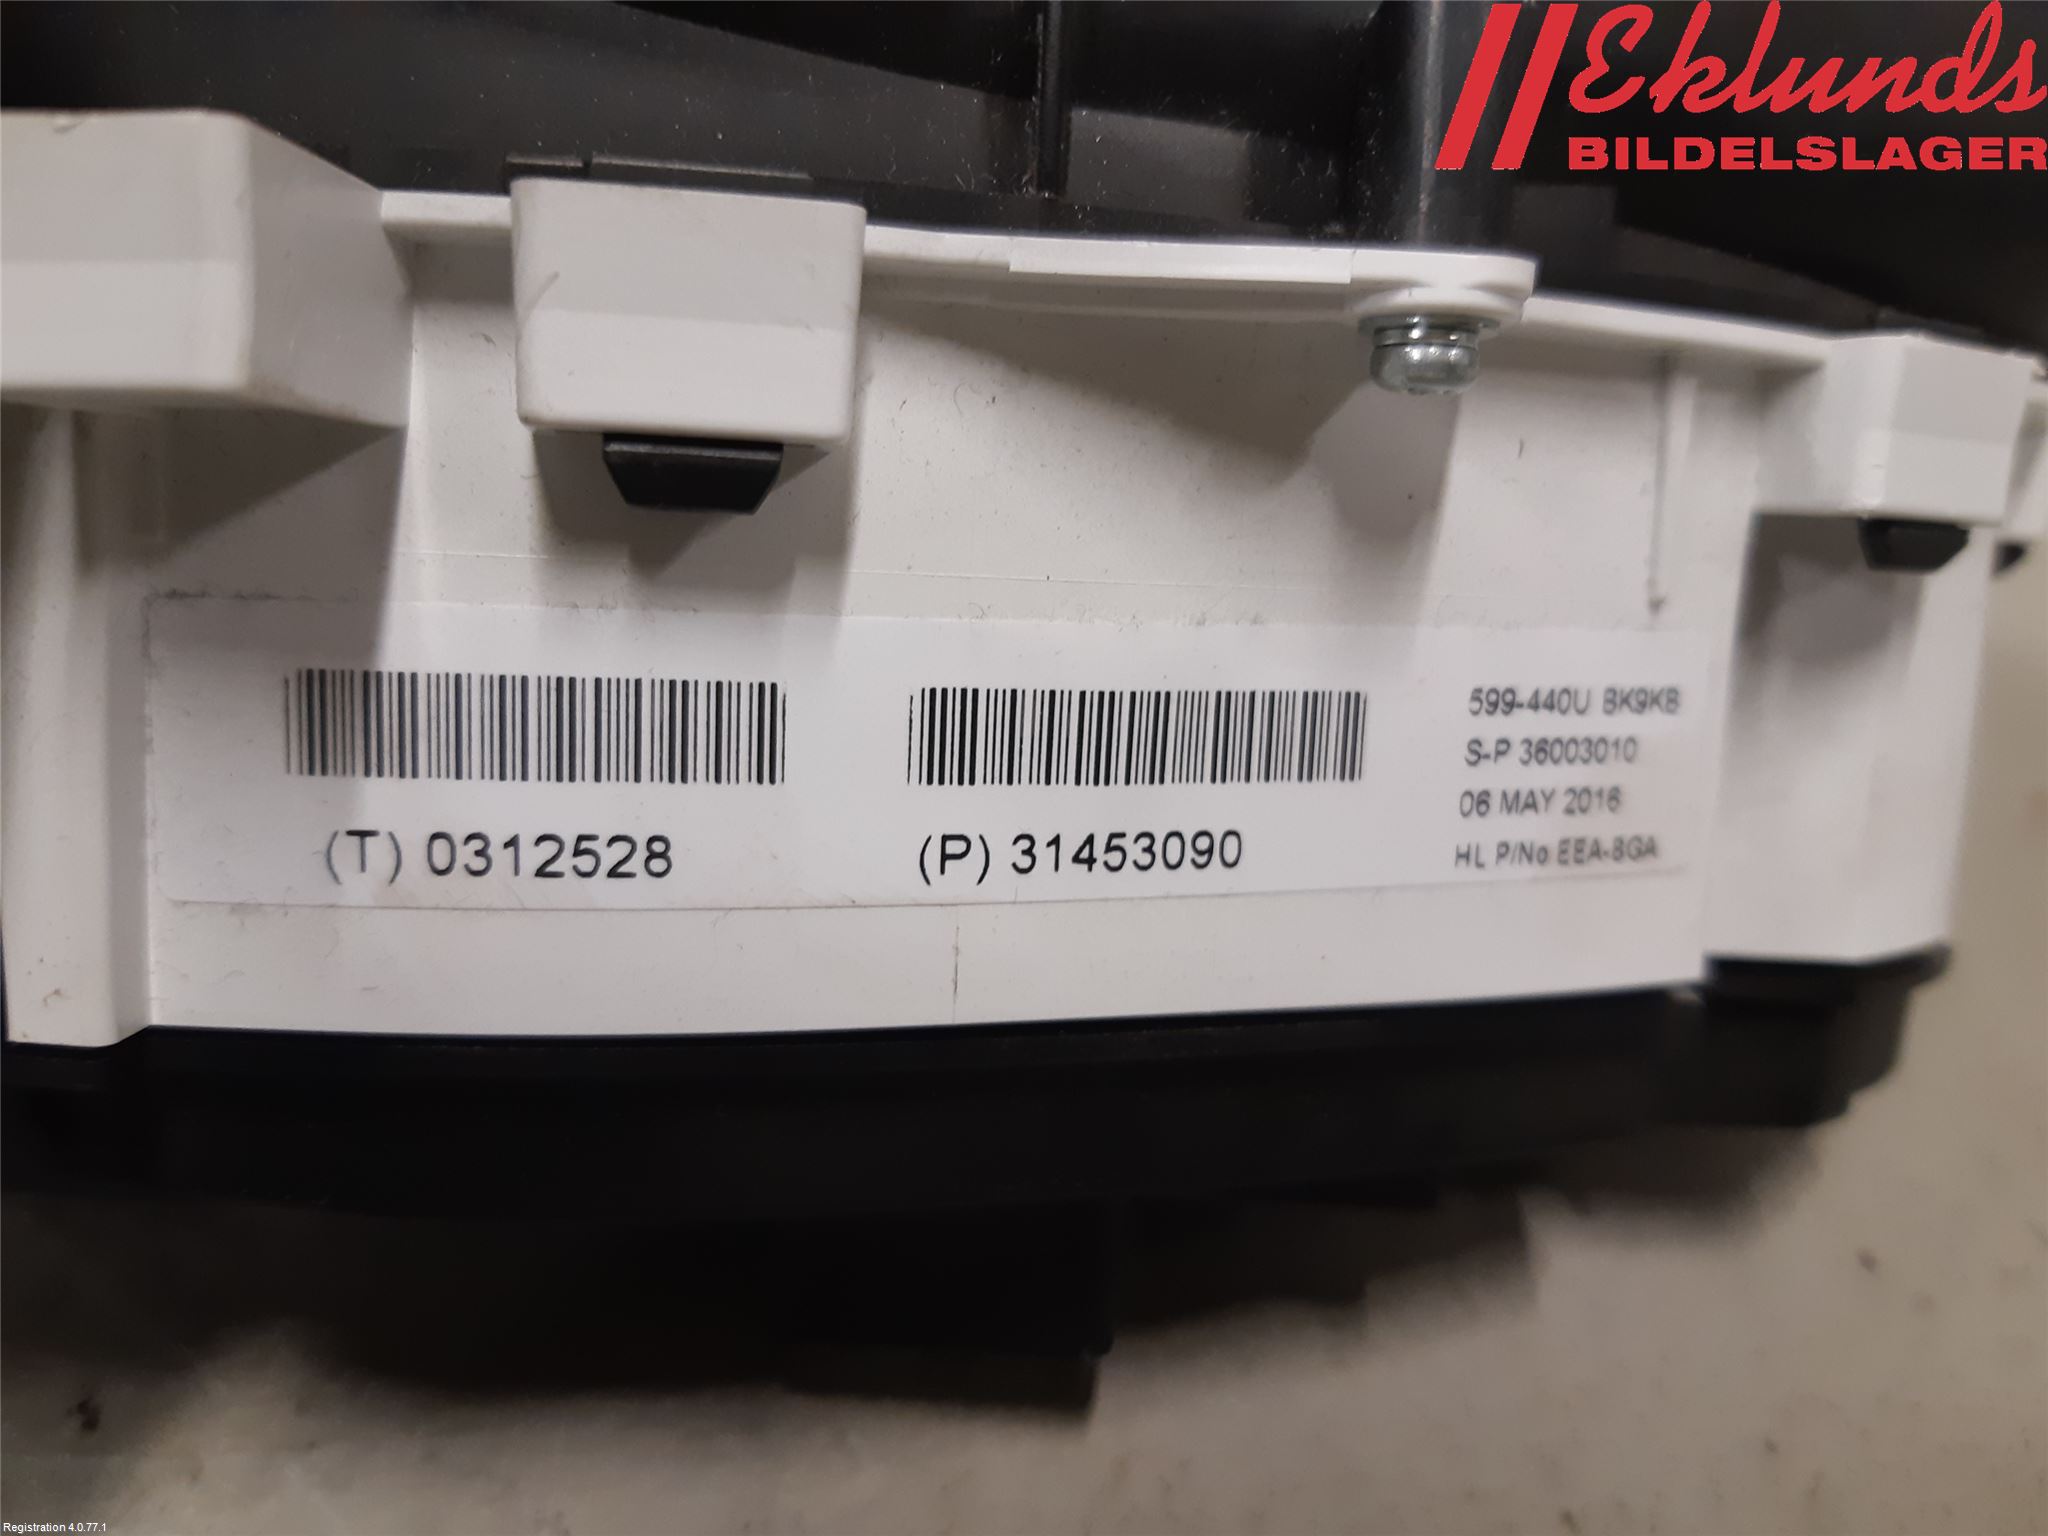 Eklunds
BILDELSLAGER
599-440U BK9KB
S-P 36003010
06 MAY 2016
HL P/No EEA-8GA
(T) 0312528
(P) 31453090
Registration 4.0.77.1